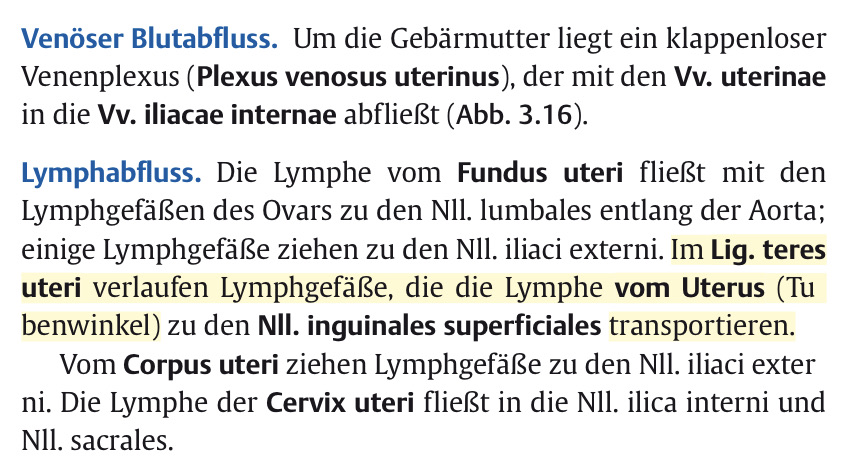 Venöser Blutabfluss. Um die Gebärmutter liegt ein klappenloser
Venenplexus (Plexus venosus uterinus), der mit den Vv. uterinae
in die Vv. iliacae internae abfließt (Abb. 3.16).
Lymphabfluss. Die Lymphe vom Fundus uteri fließt mit den
Lymphgefäßen des Ovars zu den Nll. lumbales entlang der Aorta;
einige Lymphgefäße ziehen zu den Nll. iliaci externi. Im Lig. teres
uteri verlaufen Lymphgefäße, die die Lymphe vom Uterus (Tu
benwinkel) zu den Nll. inguinales superficiales transportieren.
Vom Corpus uteri ziehen Lymphgefäße zu den Nll. iliaci exter
ni. Die Lymphe der Cervix uteri fließt in die Nll. ilica interni und
Nll. sacrales.